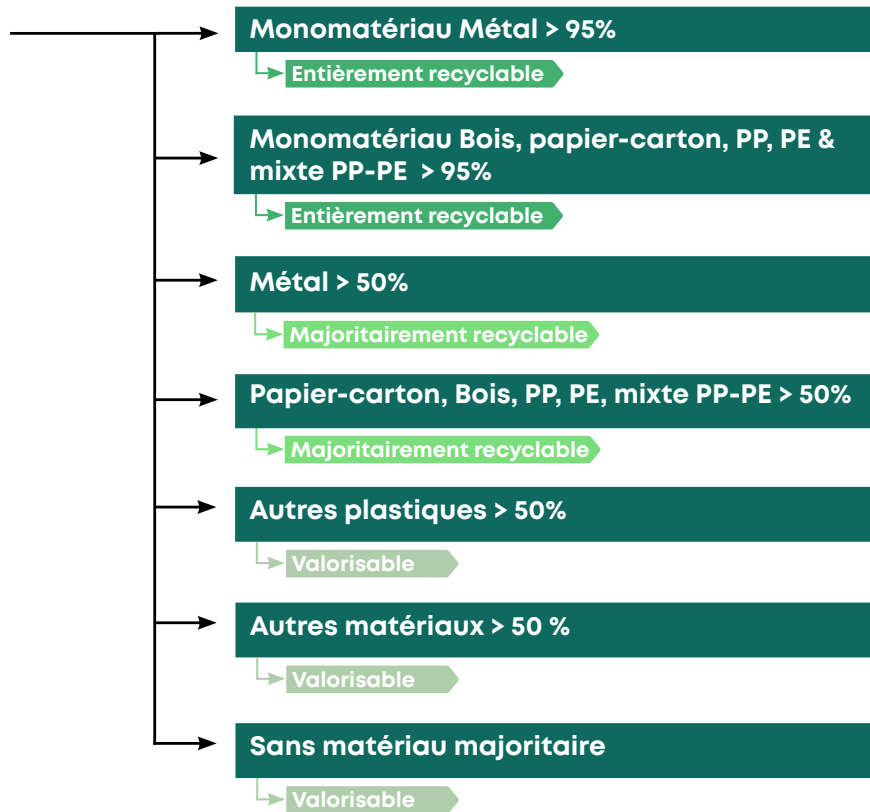 Monomatériau Métal > 95%
Entièrement recyclable
Monomatériau Bois, papier-carton, PP, PE &
mixte PP-PE > 95%
Entièrement recyclable
Métal > 50%
Majoritairement recyclable
Papier-carton, Bois, PP, PE, mixte PP-PE > 50%
Majoritairement recyclable
Autres plastiques > 50%
Valorisable
Autres matériaux > 50 %
Valorisable
Sans matériau majoritaire
Valorisable